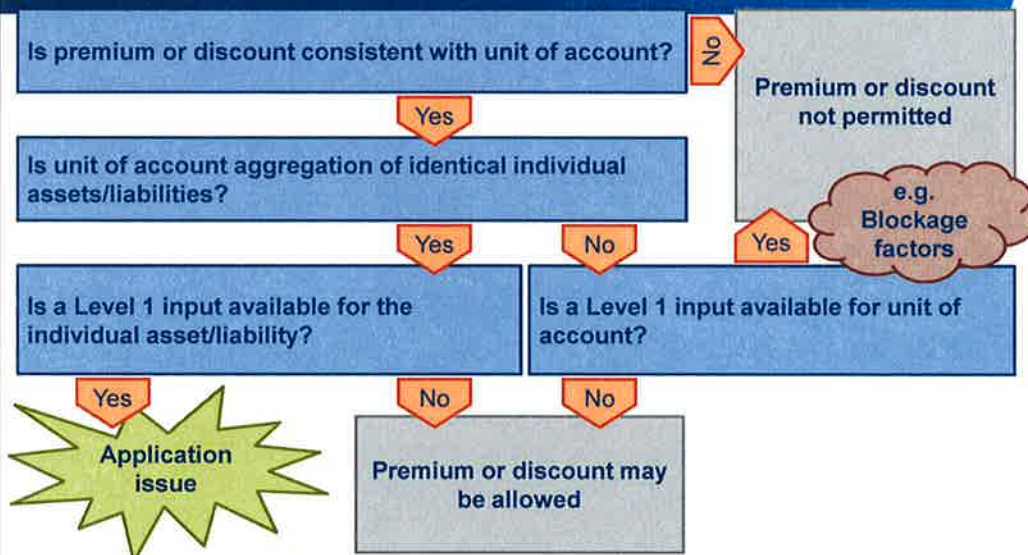 Is premium or discount consistent with unit of account?
No
Premium or discount
not permitted
Yes
Is unit of account aggregation of identical individual
assets/liabilities?
e.g.
Blockage
factors
Yes
No
Yes
Is a Level 1 input available for the
individual asset/liability?
Is a Level 1 input available for unit of
account?
Yes
No
No
Application
issue
Premium or discount may
be allowed